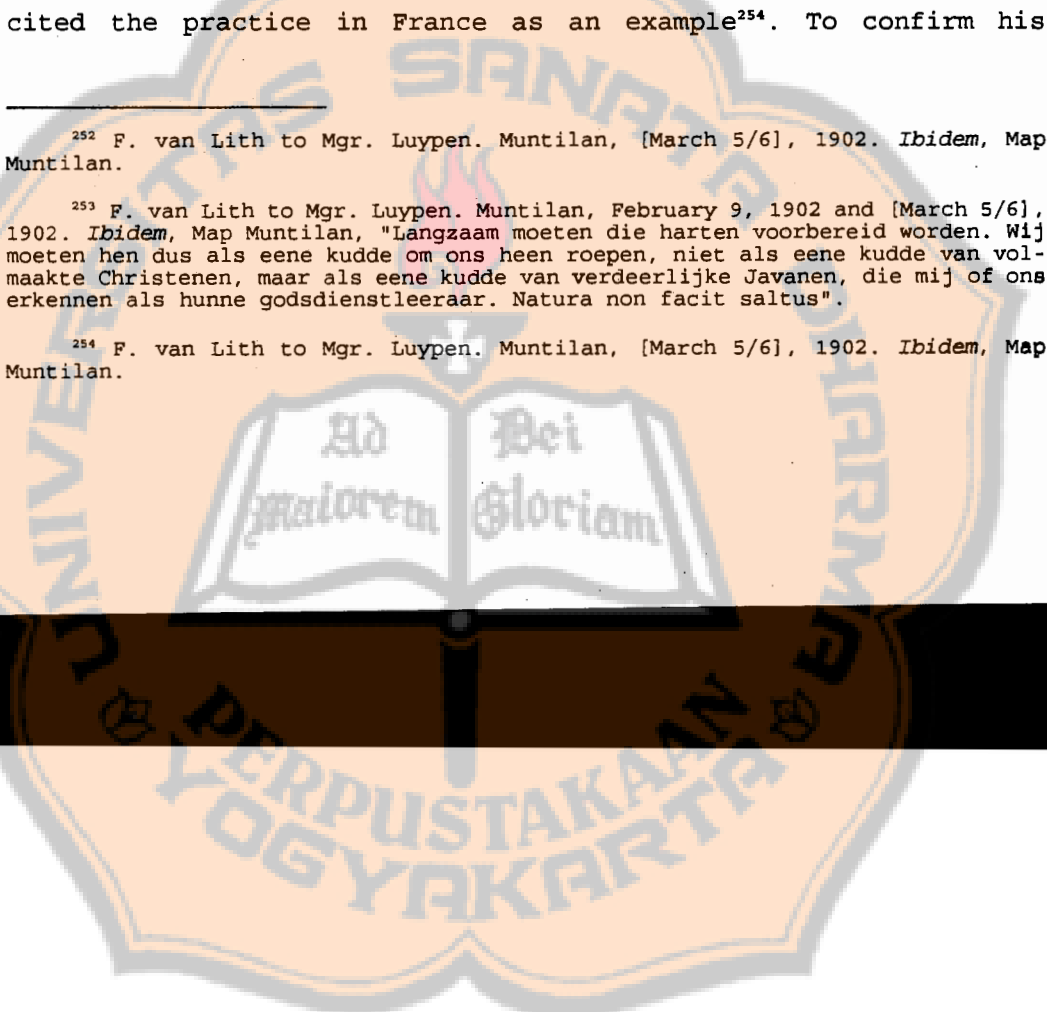 cited the practice in France as an example²⁵⁴. To confirm his
²⁵² F. van Lith to Mgr. Luypen. Muntilan, [March 5/6], 1902. Ibidem, Map
Muntilan.
²⁵³ F. van Lith to Mgr. Luypen. Muntilan, February 9, 1902 and [March 5/6],
1902. Ibidem, Map Muntilan, "Langzaam moeten die harten voorbereid worden. Wij
moeten hen dus als eene kudde om ons heen roepen, niet als eene kudde van vol-
maakte Christenen, maar als eene kudde van verdeerlijke Javanen, die mij of ons
erkennen als hunne godsdienstleeraar. Natura non facit saltus".
²⁵⁴ F. van Lith to Mgr. Luypen. Muntilan, [March 5/6], 1902. Ibidem, Map
Muntilan.
UNIVERSITAS SANATA DHARMA
Ad Dei
maiorem Gloriam
PERPUSTAKAAN
YOGYAKARTA